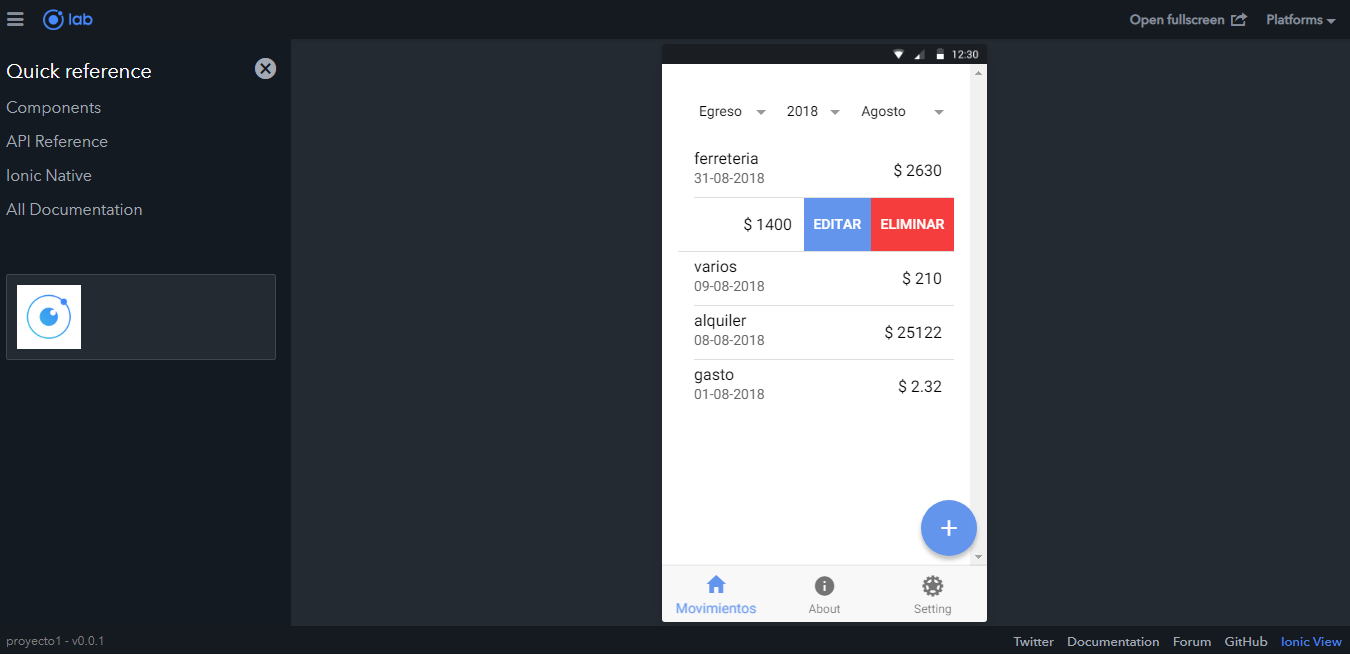 lab
Open fullscreen
Platforms
Quick reference
Components
API Reference
Ionic Native
All Documentation
12:30
Egreso 2018 Agosto
ferreteria
31-08-2018
$ 2630
$ 1400 EDITAR ELIMINAR
varios
09-08-2018
$ 210
alquiler
08-08-2018
$ 25122
gasto
01-08-2018
$ 2.32
+
Movimientos About Setting
proyecto1 - v0.0.1
Twitter Documentation Forum GitHub Ionic View